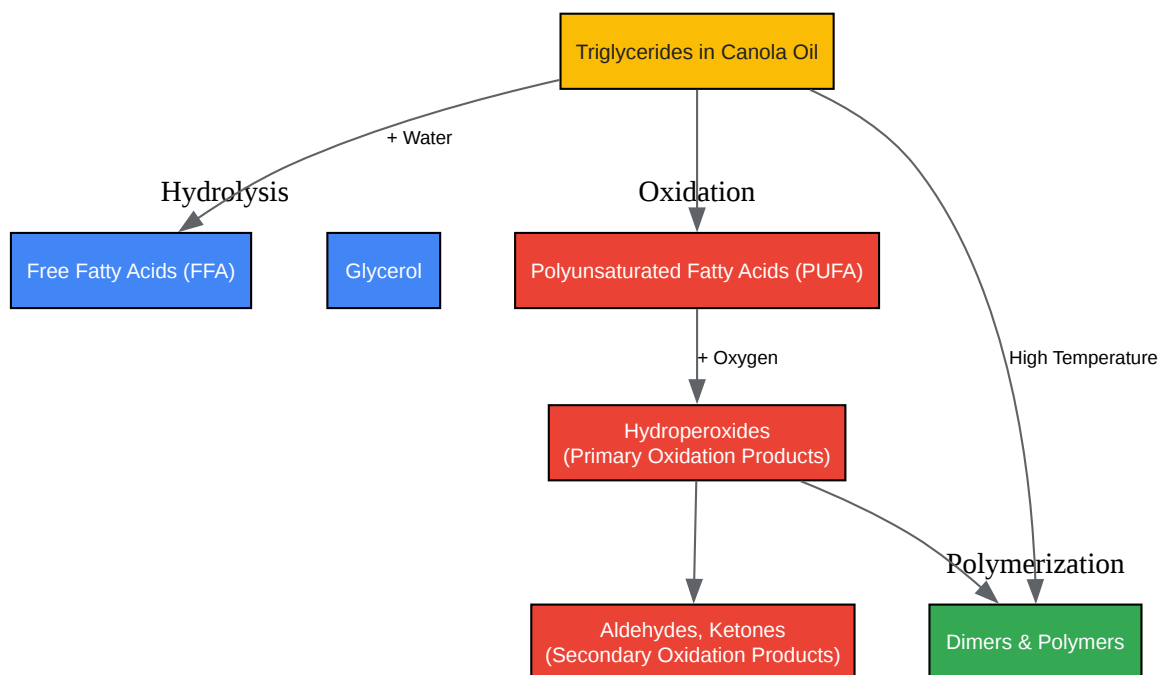 Triglycerides in Canola Oil
+ Water
Hydrolysis
Oxidation
Free Fatty Acids (FFA)
Glycerol
Polyunsaturated Fatty Acids (PUFA)
+ Oxygen
High Temperature
Hydroperoxides
(Primary Oxidation Products)
Polymerization
Aldehydes, Ketones
(Secondary Oxidation Products)
Dimers & Polymers